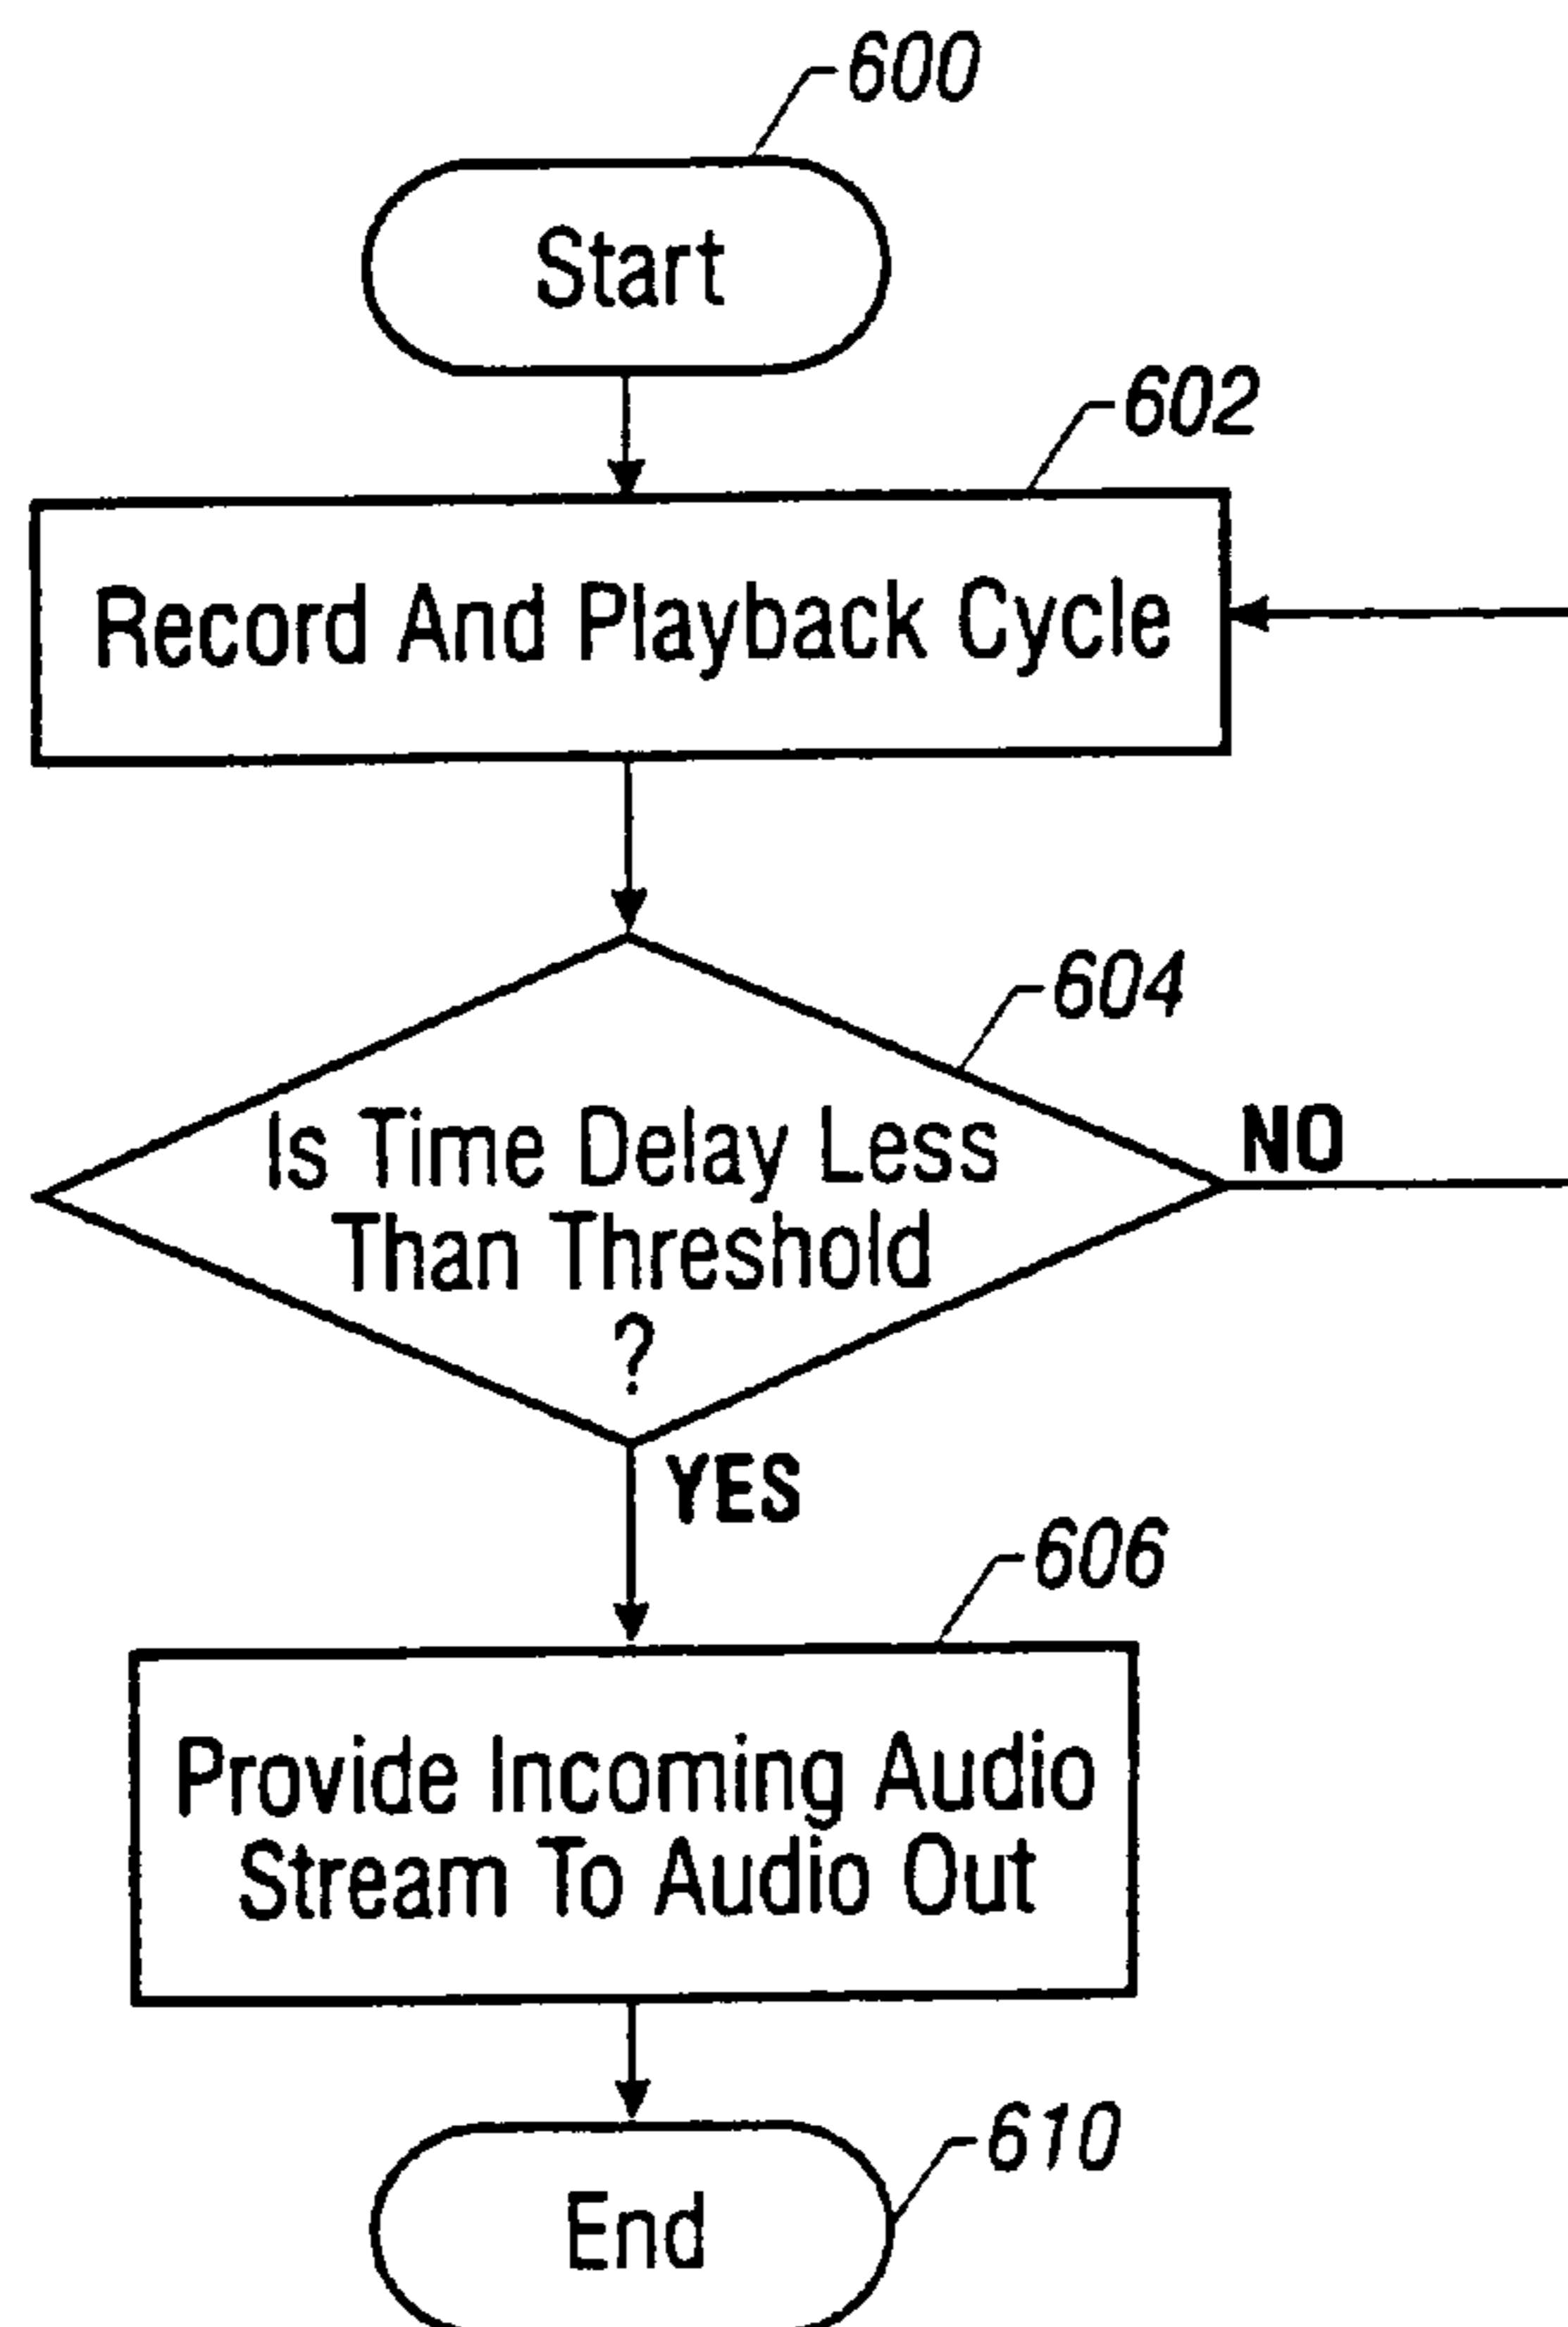 600
Start
602
Record And Playback Cycle
604
Is Time Delay Less
Than Threshold
?
NO
YES
606
Provide Incoming Audio
Stream To Audio Out
610
End